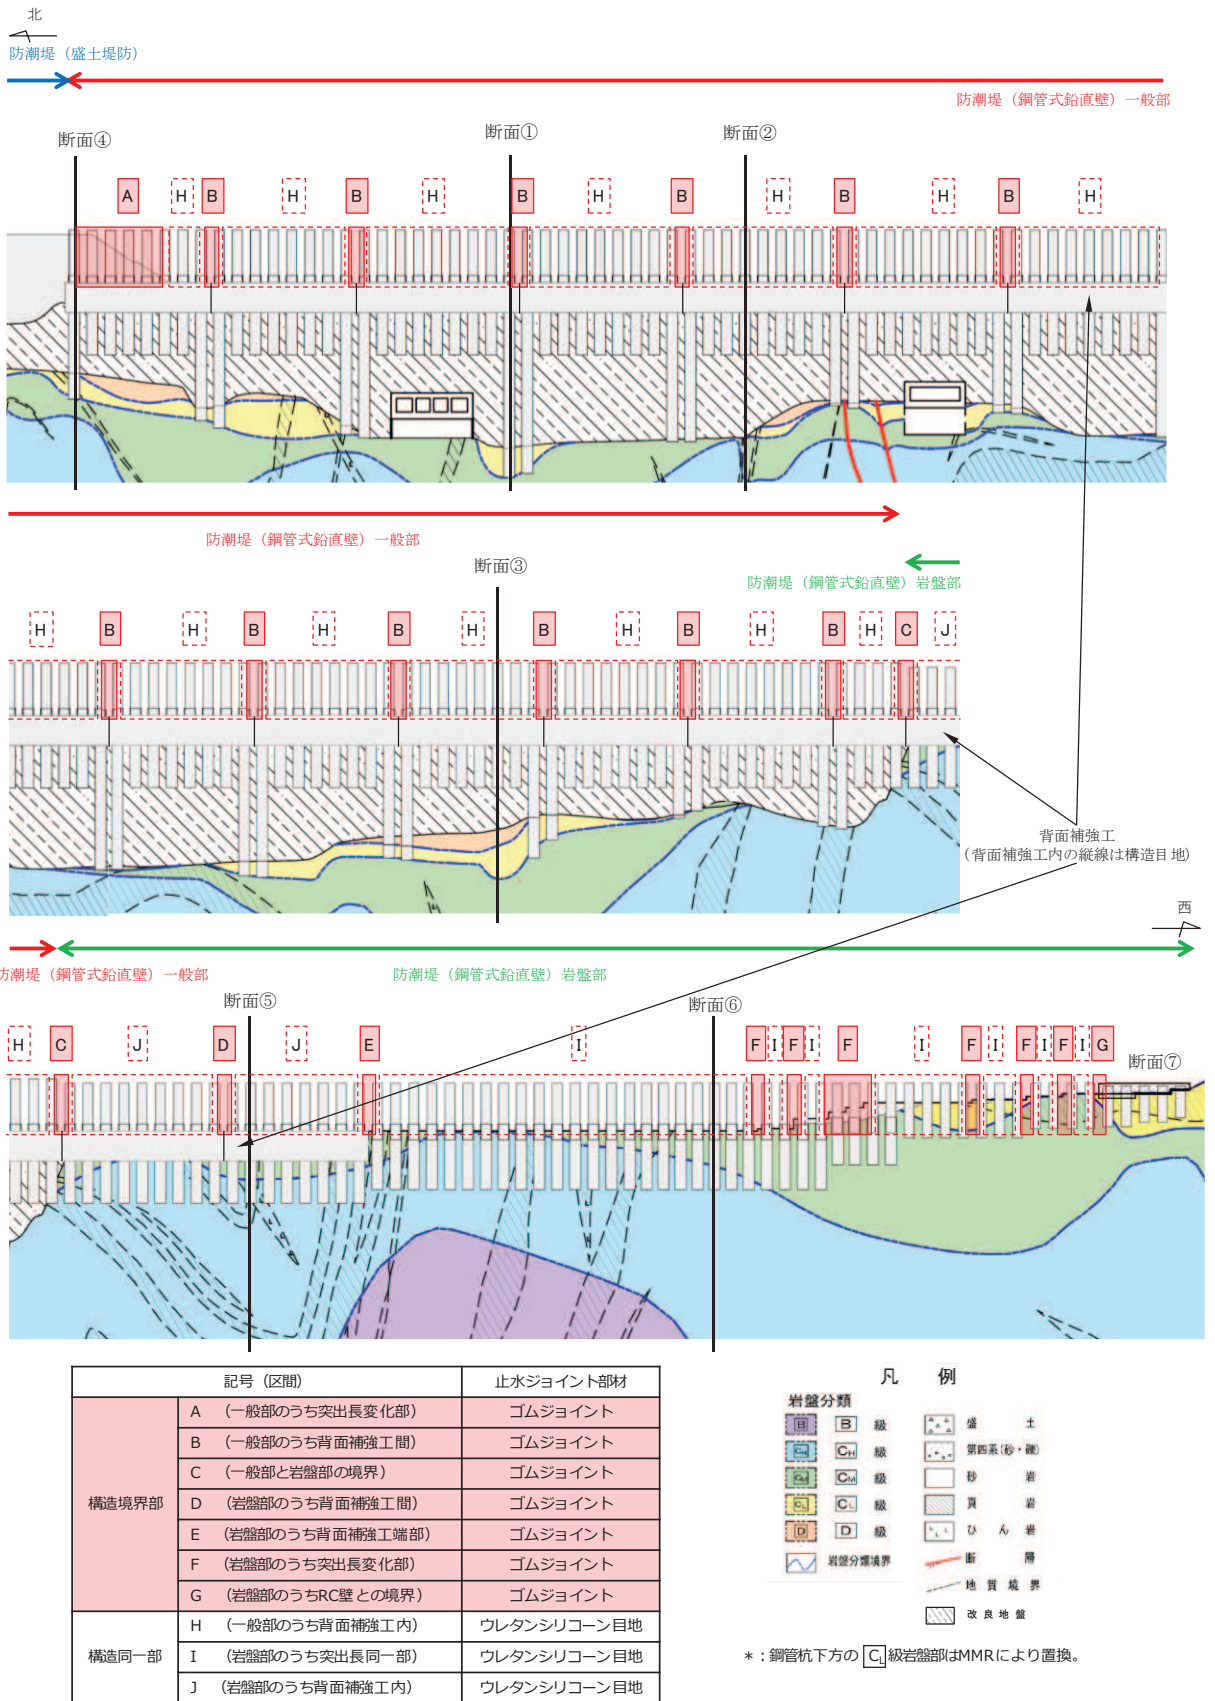 北
防潮堤（盛土堤防）
防潮堤（鋼管式鉛直壁）一般部
断面④
断面①
断面②
A H B H B H B H B H B H B H
防潮堤（鋼管式鉛直壁）一般部
断面③
防潮堤（鋼管式鉛直壁）岩盤部
H B H B H B H B H B H B H C J
背面補強工
（背面補強工内の縦線は構造目地）
西
防潮堤（鋼管式鉛直壁）一般部
防潮堤（鋼管式鉛直壁）岩盤部
断面⑤
断面⑥
H C J D J E I F I F I F I F I F I F I G
断面⑦
記号（区間） 止水ジョイント部材
構造境界部
A （一般部のうち突出長変化部） ゴムジョイント
B （一般部のうち背面補強工間） ゴムジョイント
C （一般部と岩盤部の境界） ゴムジョイント
D （岩盤部のうち背面補強工間） ゴムジョイント
E （岩盤部のうち背面補強工端部） ゴムジョイント
F （岩盤部のうち突出長変化部） ゴムジョイント
G （岩盤部のうちRC壁との境界） ゴムジョイント
構造同一部
H （一般部のうち背面補強工内） ウレタンシリコーン目地
I （岩盤部のうち突出長同一部） ウレタンシリコーン目地
J （岩盤部のうち背面補強工内） ウレタンシリコーン目地
凡 例
岩盤分類
B B 級
CH CH 級
CM CM 級
CL CL 級
D D 級
岩盤分類境界
盛 土
第四系(砂・礫)
砂 岩
頁 岩
ひ ん 岩
断 層
地 質 境 界
改 良 地 盤
＊：鋼管杭下方の CL 級岩盤部はMMRにより置換。